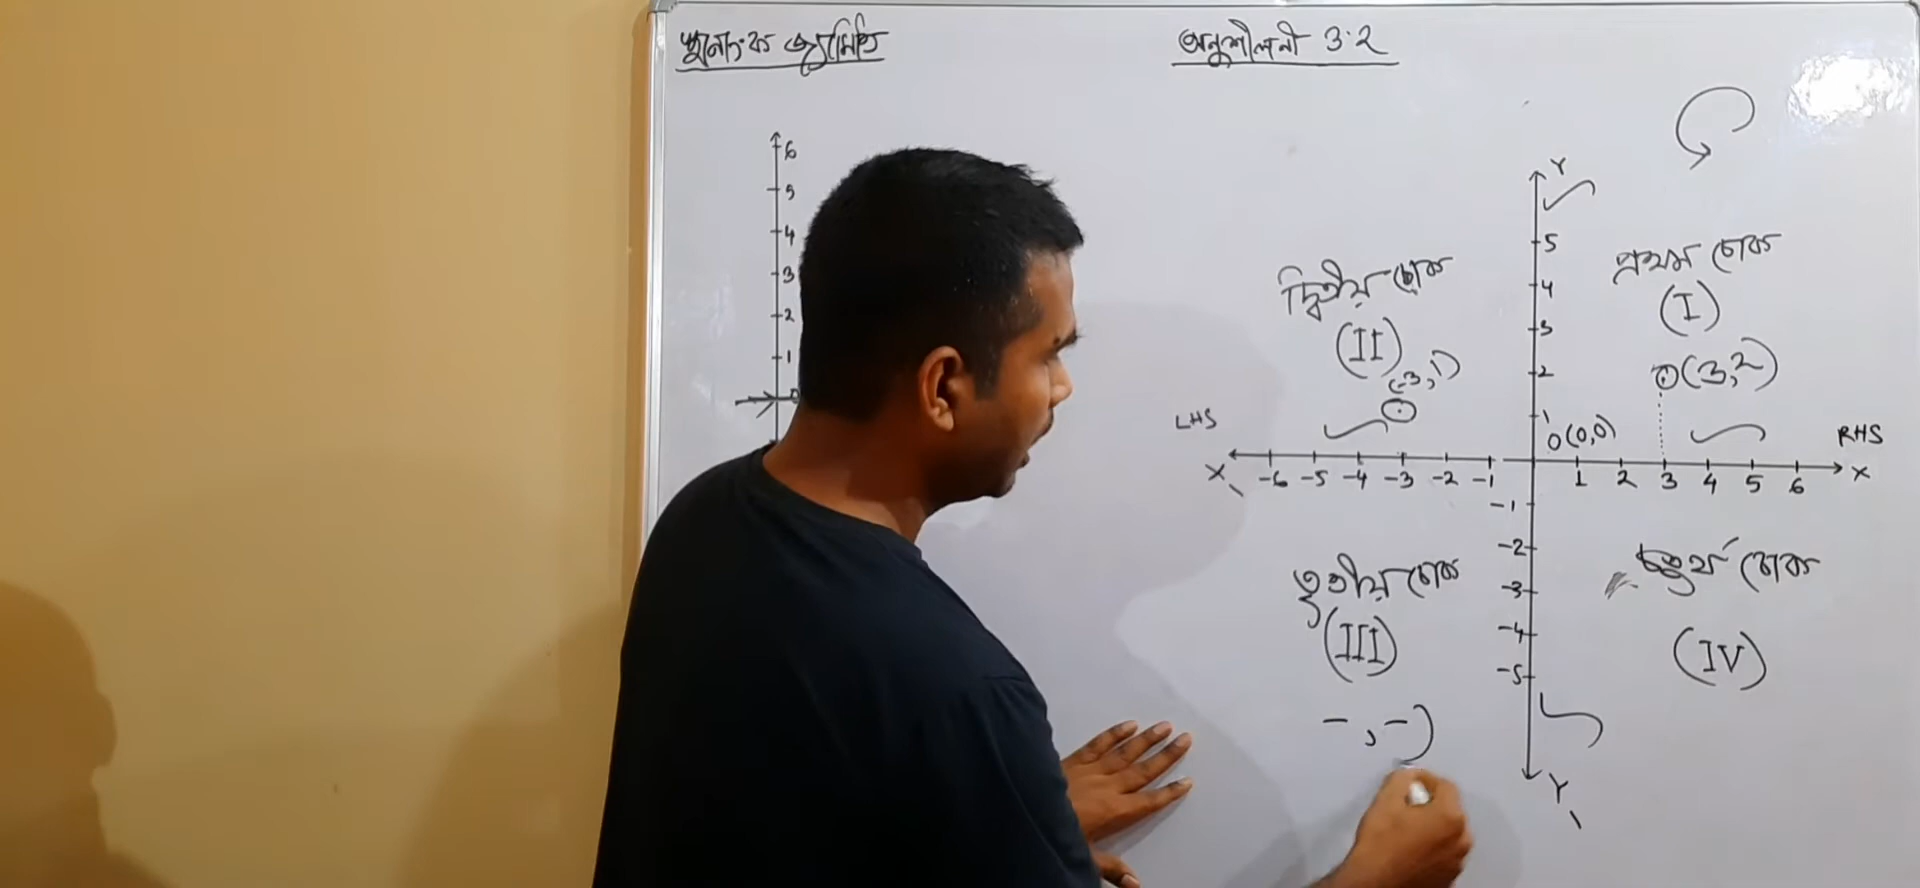 স্থানাংক জ্যামিতি
অনুশীলনী 3.2
6
5
4
3
2
1
0
Y
5
4
3
2
1
দ্বিতীয় চোক
(II)
(-3,1)
প্ৰথম চোক
(I)
(3,2)
O(0,0)
LHS
RHS
X'
-6 -5 -4 -3 -2 -1
1 2 3 4 5 6
X
-1
-2
-3
-4
-5
তৃতীয় চোক
(III)
-,-)
চতুৰ্থ চোক
(IV)
Y'